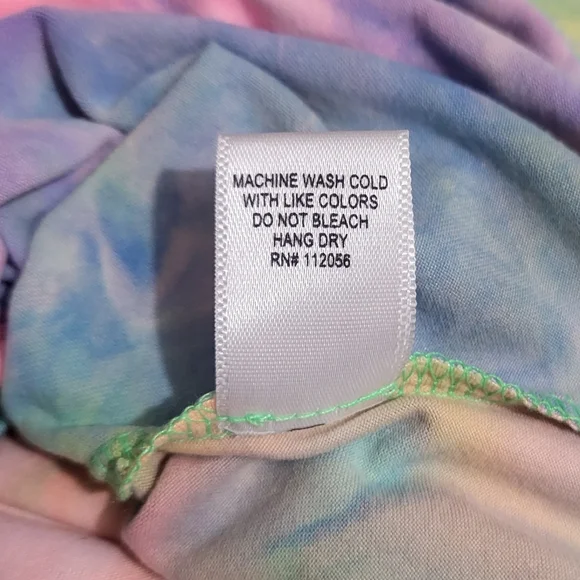 MACHINE WASH COLD
WITH LIKE COLORS
DO NOT BLEACH
HANG DRY
RN# 112056